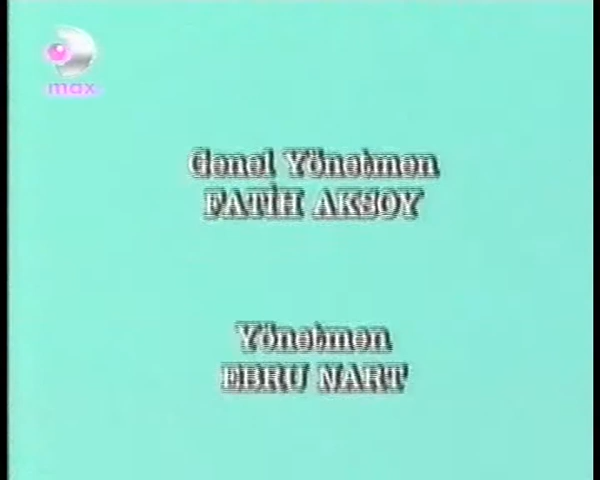 max
Genel Yönetmen
FATİH AKSOY
Yönetmen
EBRU NART